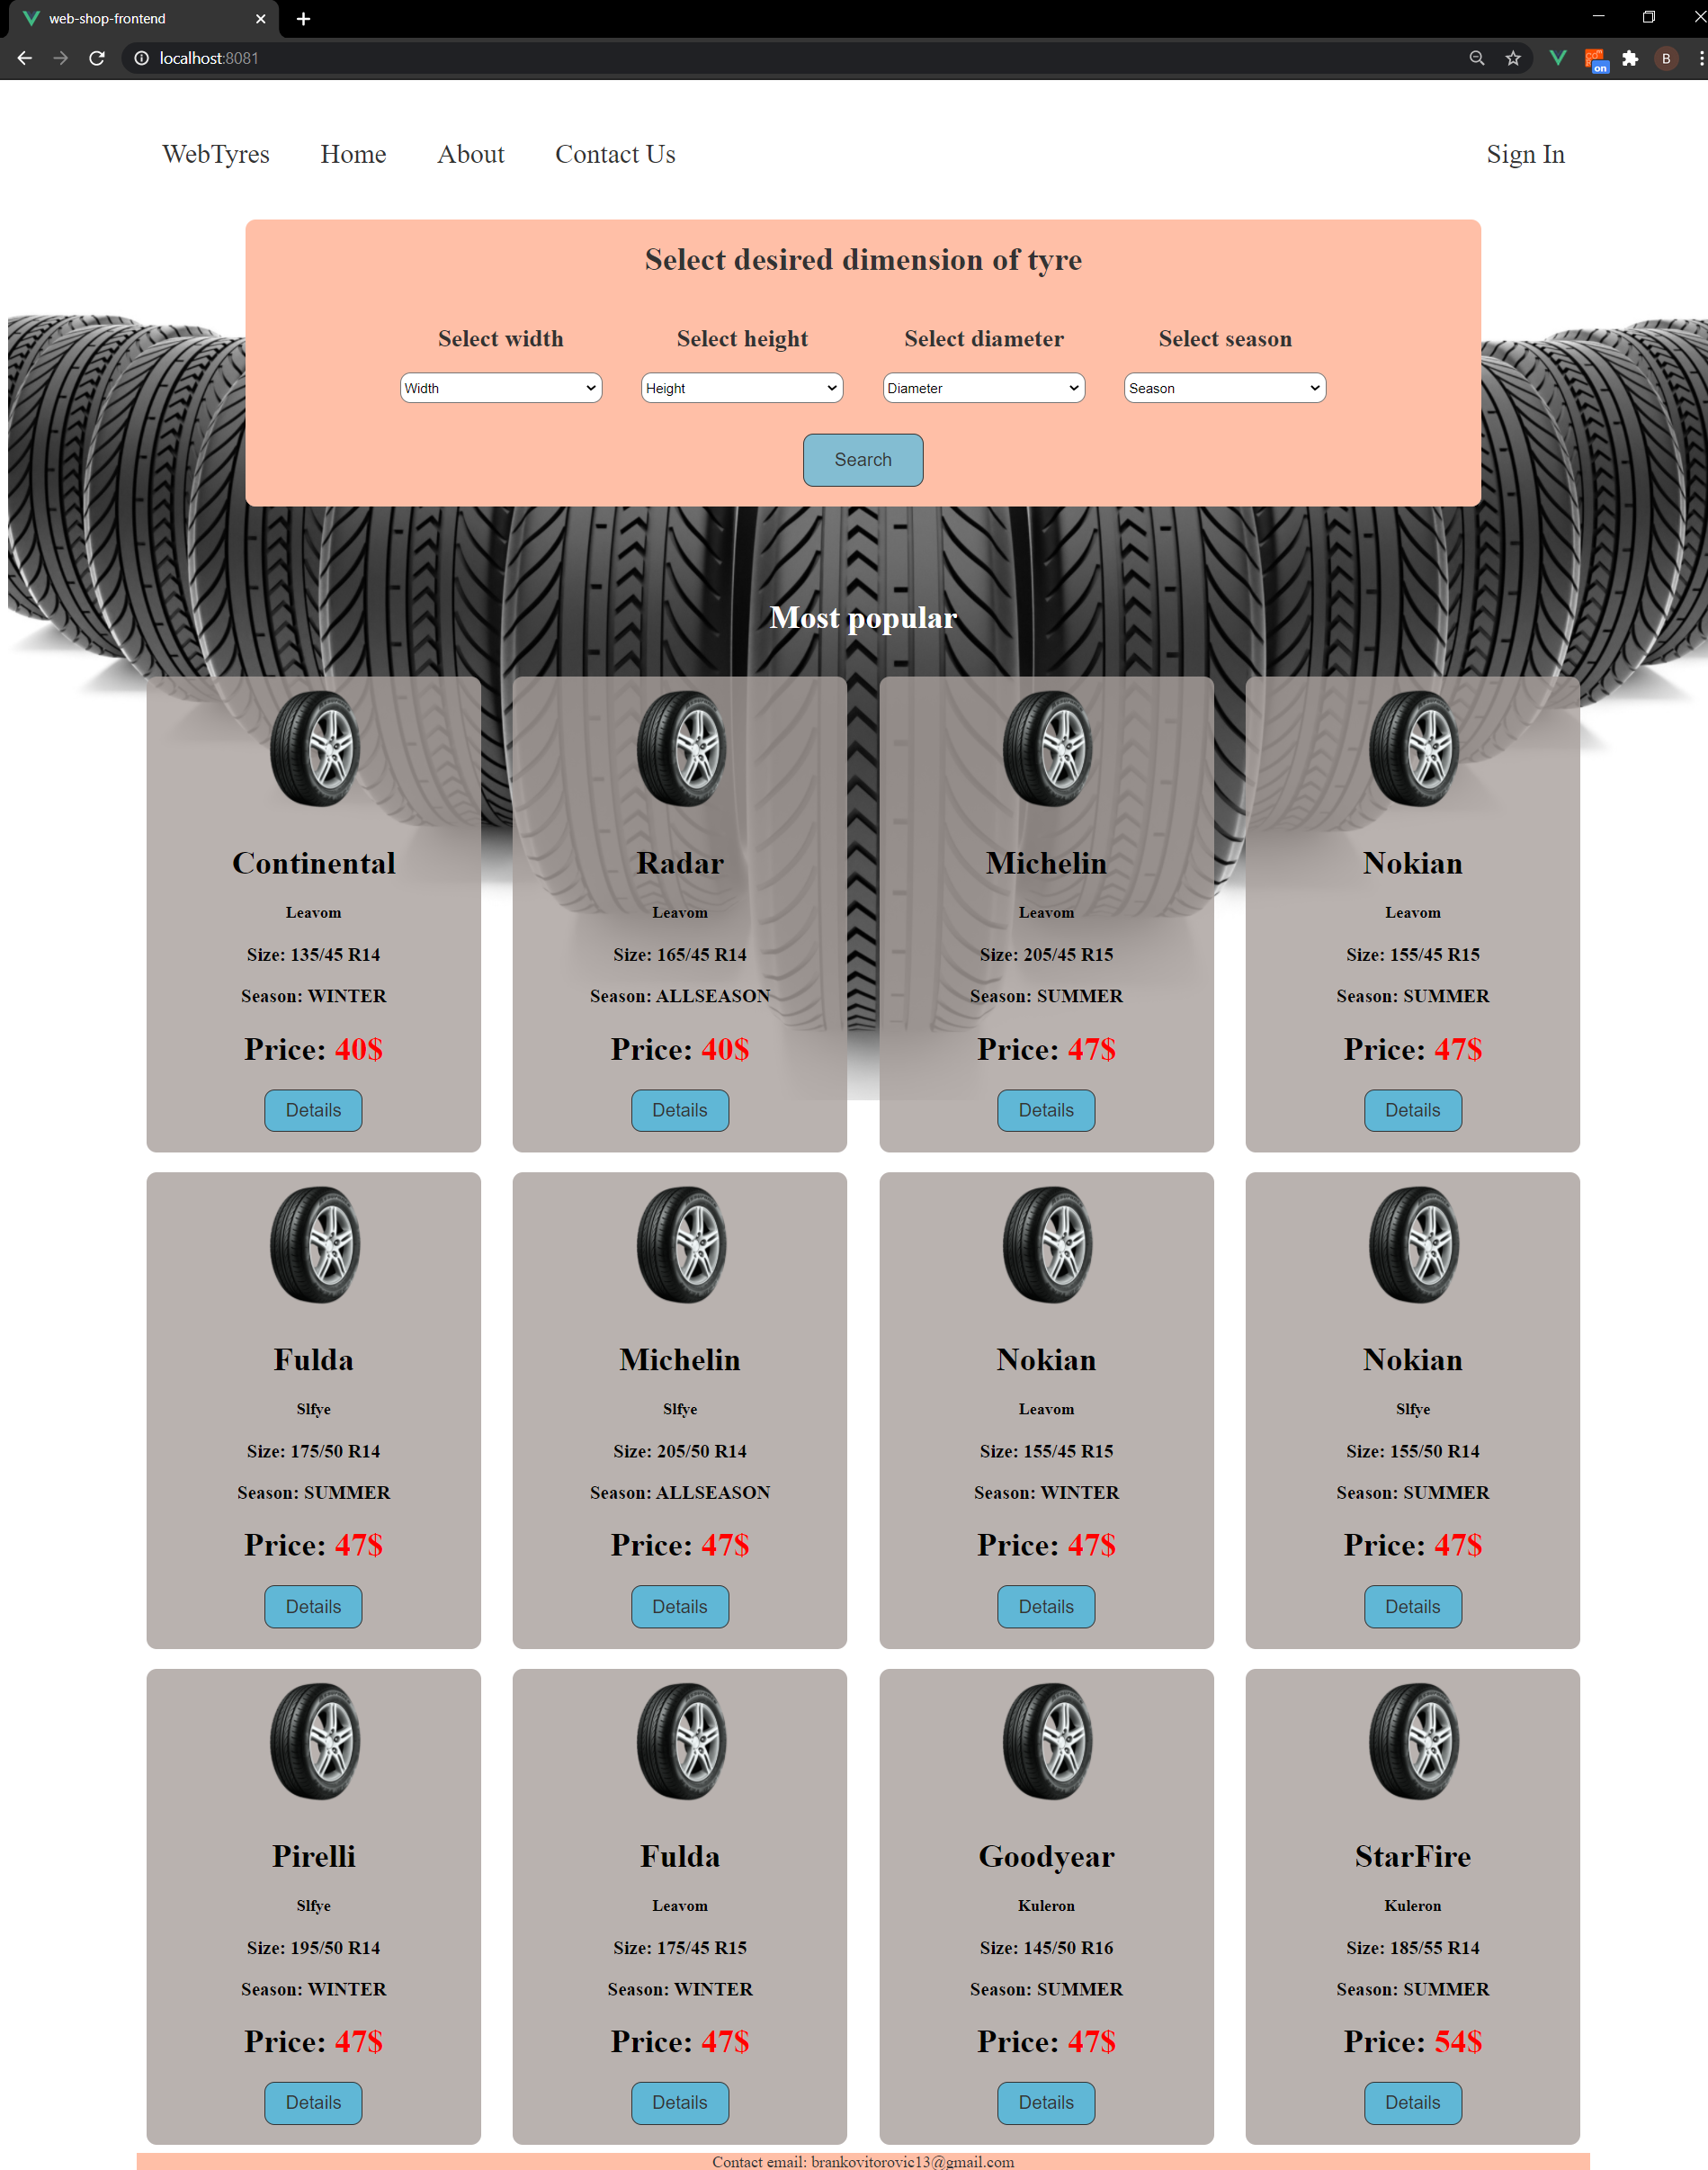 web-shop-frontend
localhost:8081
on
B
WebTyres Home About Contact Us Sign In
Select desired dimension of tyre
Select width Select height Select diameter Select season
Width Height Diameter Season
Search
Most popular
Continental Radar Michelin Nokian
Leavom Leavom Leavom Leavom
Size: 135/45 R14 Size: 165/45 R14 Size: 205/45 R15 Size: 155/45 R15
Season: WINTER Season: ALLSEASON Season: SUMMER Season: SUMMER
Price: 40$ Price: 40$ Price: 47$ Price: 47$
Details Details Details Details
Fulda Michelin Nokian Nokian
Slfye Slfye Leavom Slfye
Size: 175/50 R14 Size: 205/50 R14 Size: 155/45 R15 Size: 155/50 R14
Season: SUMMER Season: ALLSEASON Season: WINTER Season: SUMMER
Price: 47$ Price: 47$ Price: 47$ Price: 47$
Details Details Details Details
Pirelli Fulda Goodyear StarFire
Slfye Leavom Kuleron Kuleron
Size: 195/50 R14 Size: 175/45 R15 Size: 145/50 R16 Size: 185/55 R14
Season: WINTER Season: WINTER Season: SUMMER Season: SUMMER
Price: 47$ Price: 47$ Price: 47$ Price: 54$
Details Details Details Details
Contact email: brankovitorovic13@gmail.com